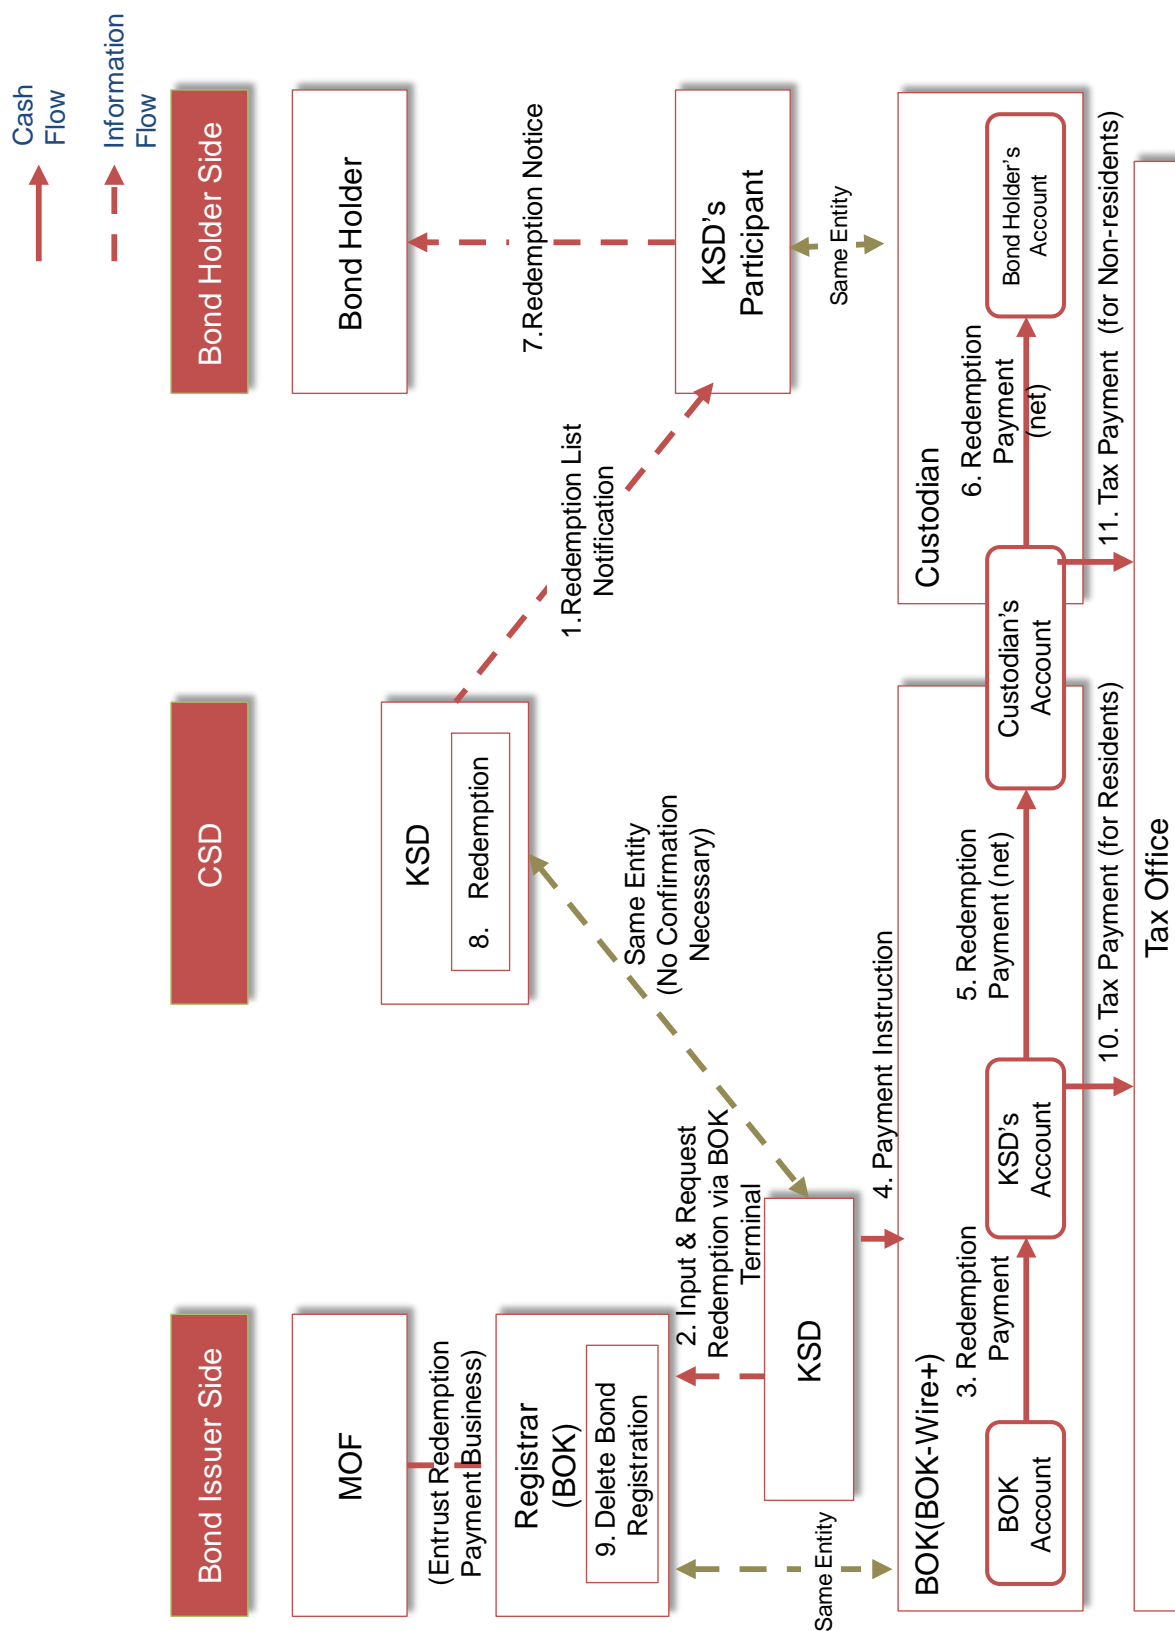 Cash
Flow
Information
Flow
Bond Issuer Side
CSD
Bond Holder Side
MOF
(Entrust Redemption
Payment Business)
Registrar
(BOK)
9. Delete Bond
Registration
KSD
8. Redemption
Bond Holder
7.Redemption Notice
1.Redemption List
Notification
KSD's
Participant
2. Input & Request
Redemption via BOK
Terminal
Same Entity
(No Confirmation
Necessary)
KSD
Same Entity
4. Payment Instruction
Same Entity
BOK(BOK-Wire+)
3. Redemption
Payment
5. Redemption
Payment (net)
BOK
Account
KSD's
Account
Custodian's
Account
Custodian
6. Redemption
Payment
(net)
Bond Holder's
Account
10. Tax Payment (for Residents)
11. Tax Payment (for Non-residents)
Tax Office